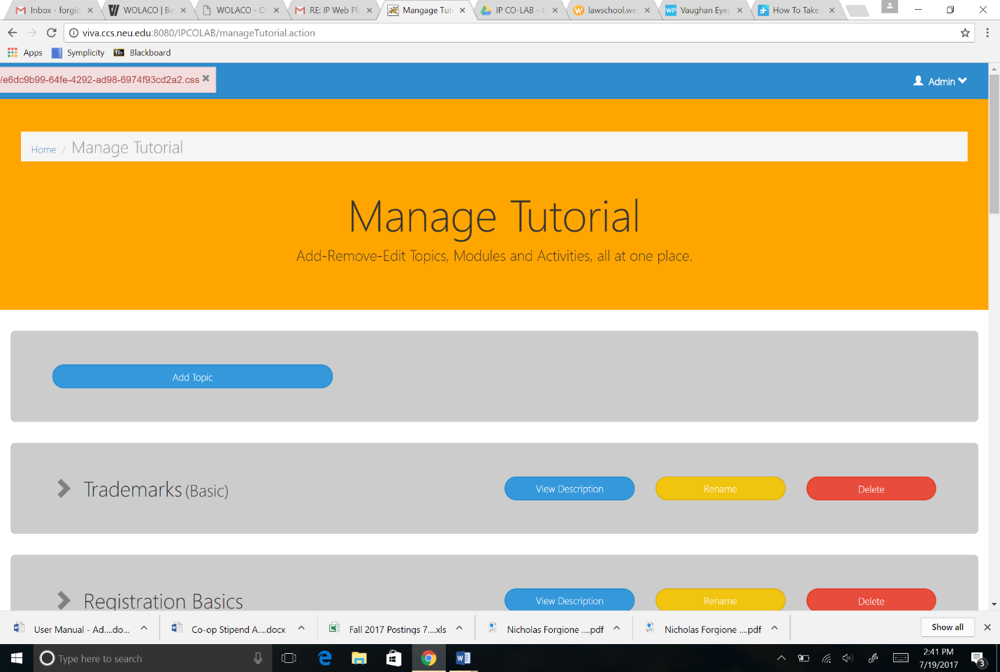 Inbox - forgio
WOLACO | Be
WOLACO - Cl
RE: IP Web Pl
Mangage Tut
IP CO-LAB - G
lawschool.we
Vaughan Eye
How To Take
viva.ccs.neu.edu:8080/IPCOLAB/manageTutorial.action
Apps
Symplicity
Bb
Blackboard
/e6dc9b99-64fe-4292-ad98-6974f93cd2a2.css
Admin
Home / Manage Tutorial
Manage Tutorial
Add-Remove-Edit Topics, Modules and Activities, all at one place.
Add Topic
Trademarks (Basic)
View Description
Rename
Delete
Registration Basics
View Description
Rename
Delete
User Manual - Ad....do...
Co-op Stipend A....docx
Fall 2017 Postings 7....xls
Nicholas Forgione ....pdf
Nicholas Forgione ....pdf
Show all
Type here to search
2:41 PM
7/19/2017
3